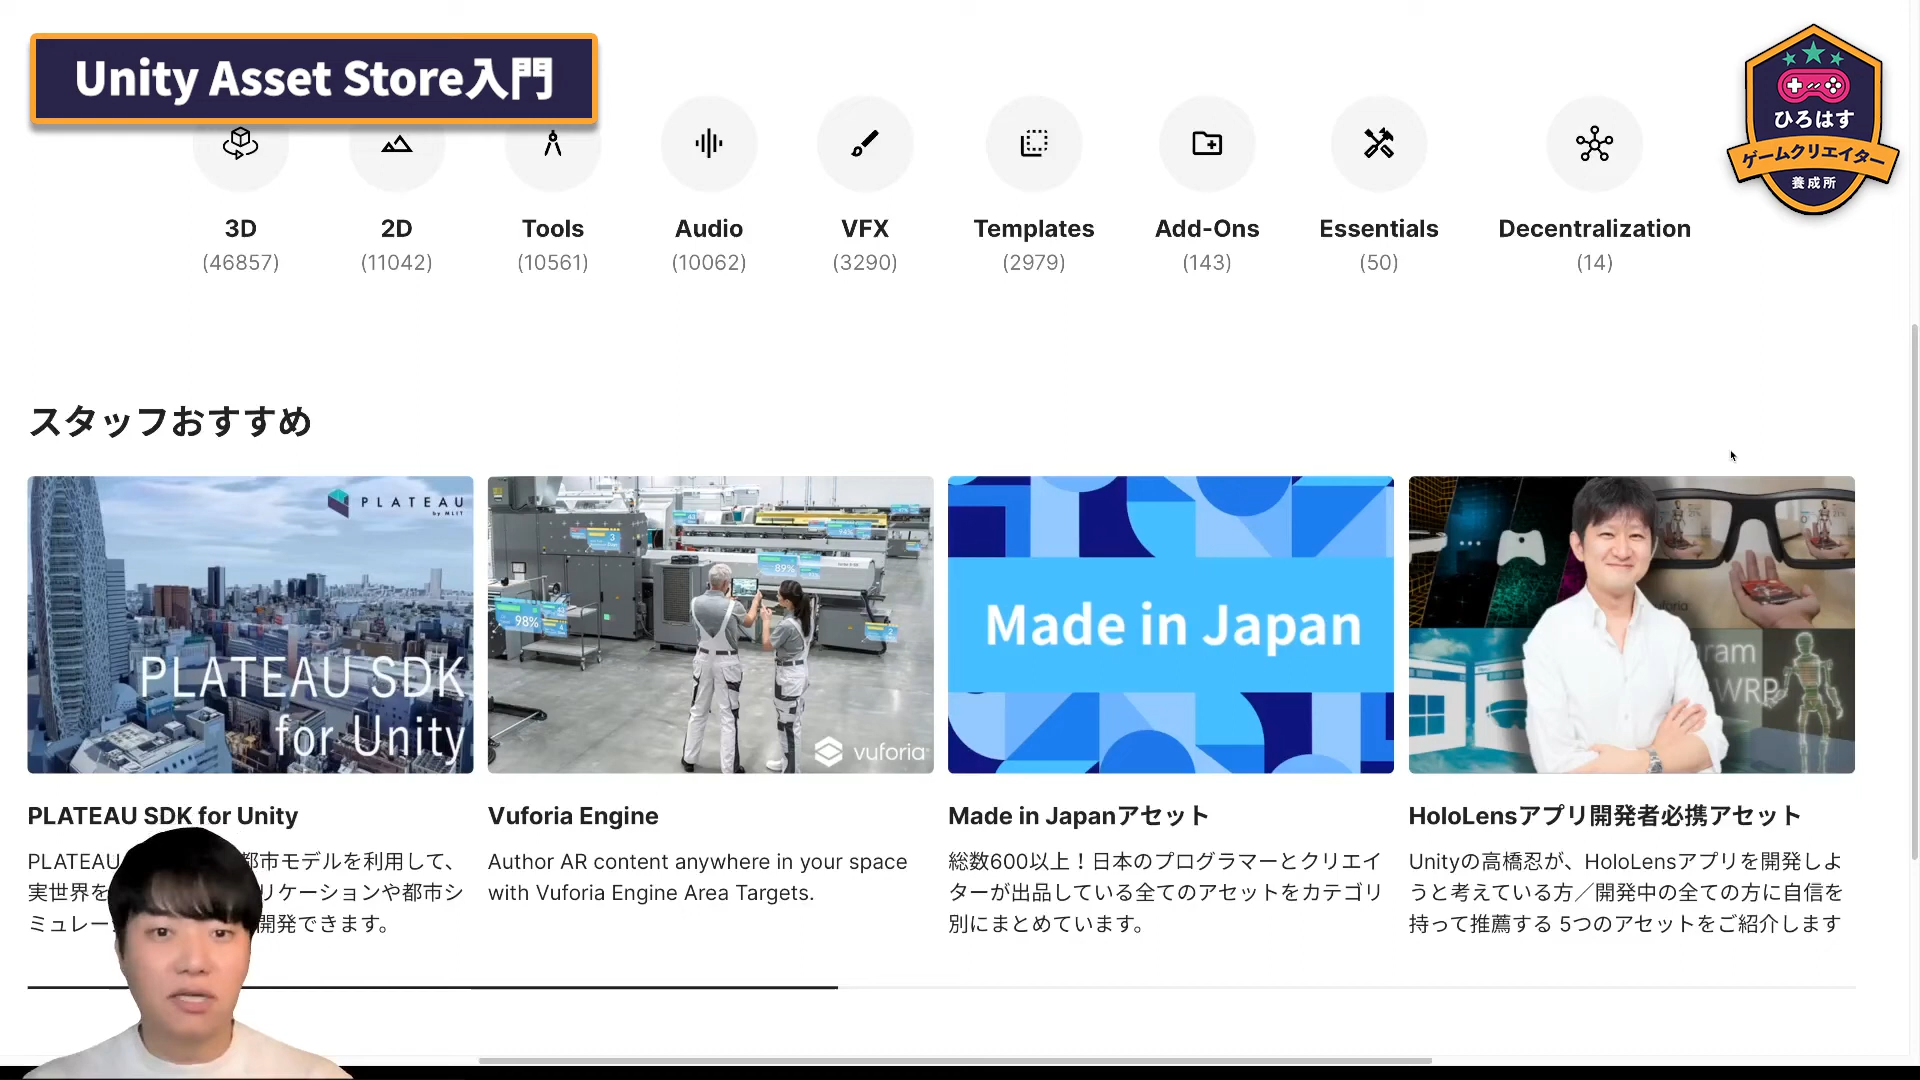 Unity Asset Store入門
ひろはす
ゲームクリエイター
養成所
3D
(46857)
2D
(11042)
Tools
(10561)
Audio
(10062)
VFX
(3290)
Templates
(2979)
Add-Ons
(143)
Essentials
(50)
Decentralization
(14)
スタッフおすすめ
PLATEAU
by MLIT
PLATEAU SDK
for Unity
89%
98%
vuforia
Made in Japan
PLATEAU SDK for Unity
PLATEAU
都市モデルを利用して、
実世界を
リケーションや都市シ
ミュレー
開発できます。
Vuforia Engine
Author AR content anywhere in your space
with Vuforia Engine Area Targets.
Made in Japanアセット
総数600以上！日本のプログラマーとクリエイ
ターが出品している全てのアセットをカテゴリ
別にまとめています。
HoloLensアプリ開発者必携アセット
Unityの高橋忍が、HoloLensアプリを開発しよ
うと考えている方／開発中の全ての方に自信を
持って推薦する 5つのアセットをご紹介します